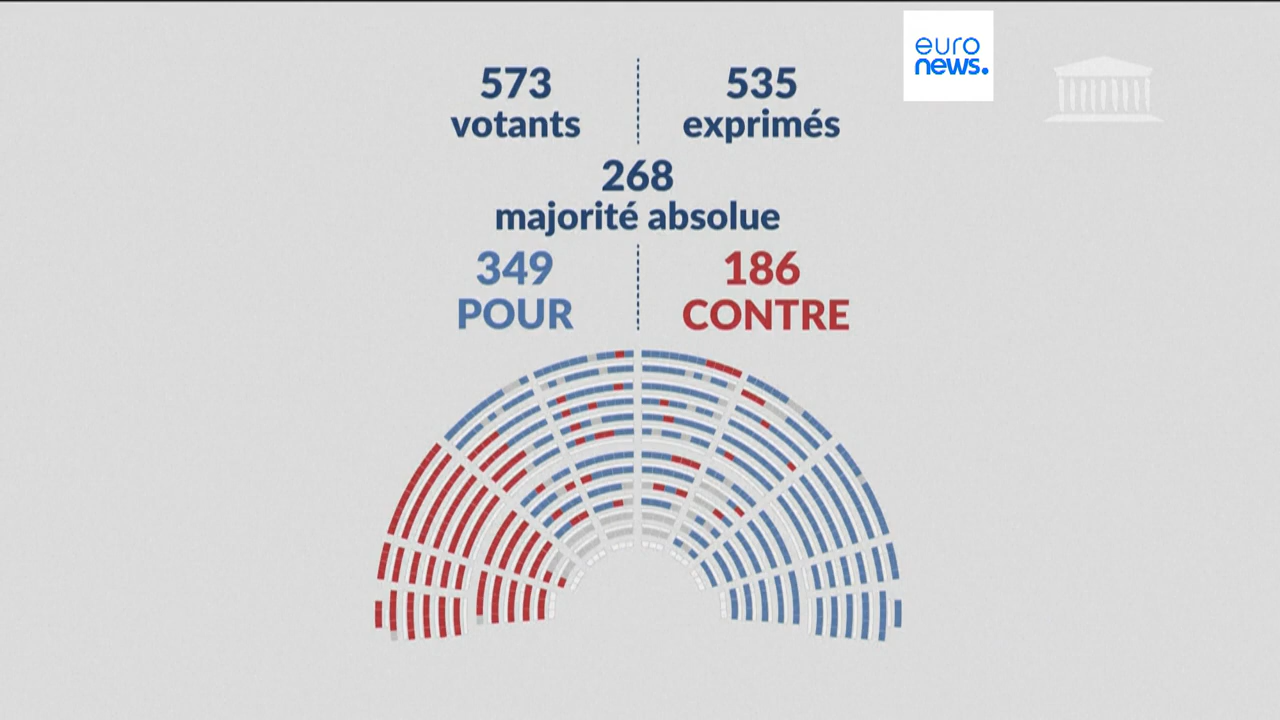 euro
news.
573
votants
535
exprimés
268
majorité absolue
349
POUR
186
CONTRE